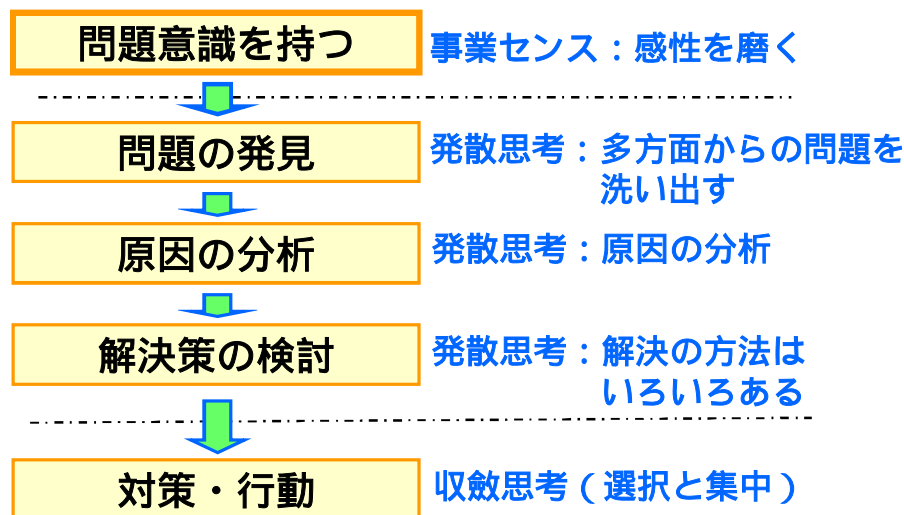 問題意識を持つ
事業センス：感性を磨く
問題の発見
発散思考：多方面からの問題を
洗い出す
原因の分析
発散思考：原因の分析
解決策の検討
発散思考：解決の方法は
いろいろある
対策・行動
収斂思考（選択と集中）